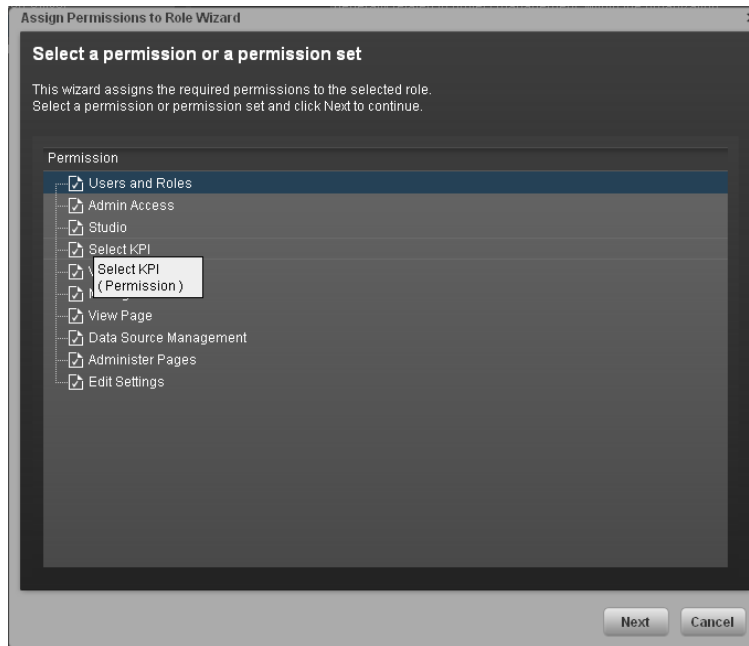 Assign Permissions to Role Wizard
Select a permission or a permission set
This wizard assigns the required permissions to the selected role.
Select a permission or permission set and click Next to continue.
Permission
Users and Roles
Admin Access
Studio
Select KPI
Select KPI
( Permission )
View Page
Data Source Management
Administer Pages
Edit Settings
Next
Cancel